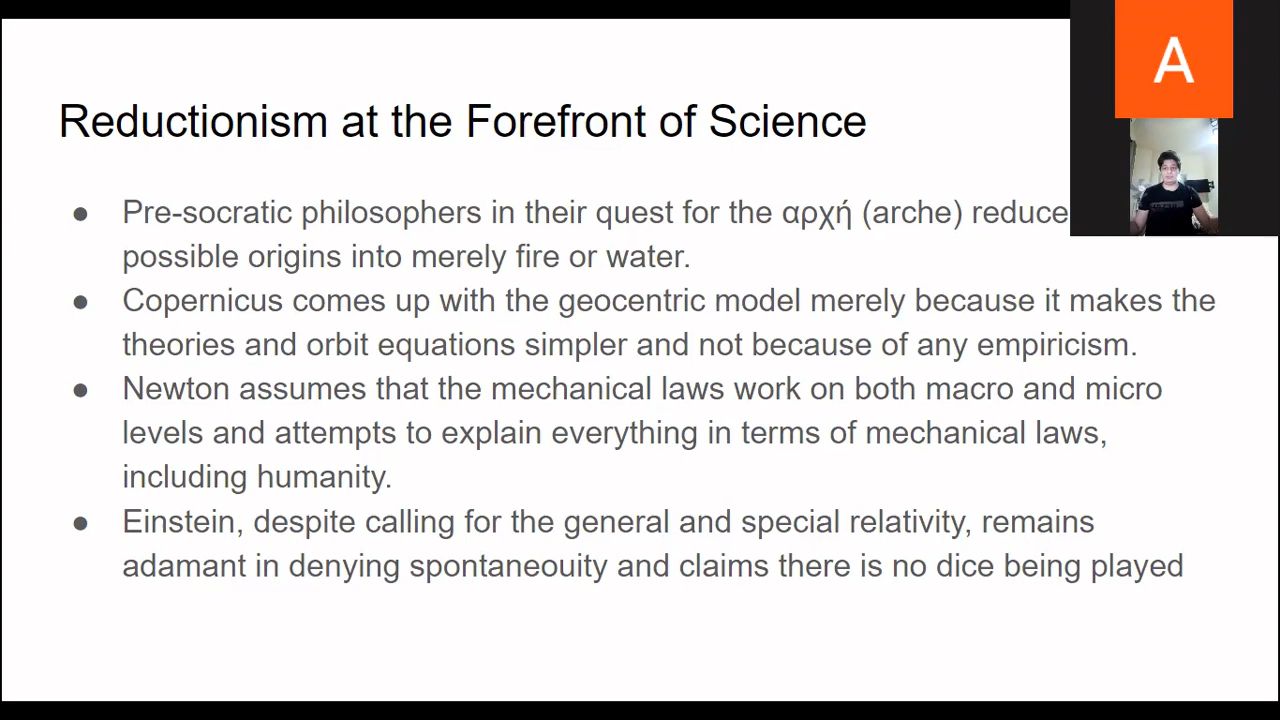 Reductionism at the Forefront of Science
A
● Pre-socratic philosophers in their quest for the αρχή (arche) reduce
possible origins into merely fire or water.
● Copernicus comes up with the geocentric model merely because it makes the
theories and orbit equations simpler and not because of any empiricism.
● Newton assumes that the mechanical laws work on both macro and micro
levels and attempts to explain everything in terms of mechanical laws,
including humanity.
● Einstein, despite calling for the general and special relativity, remains
adamant in denying spontaneouity and claims there is no dice being played